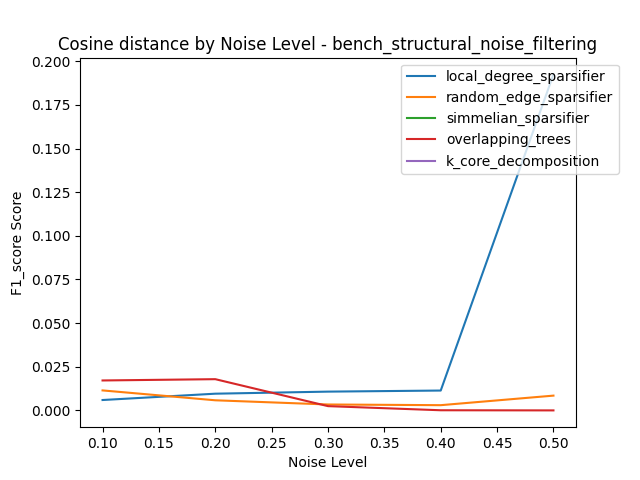 Cosine distance by Noise Level - bench_structural_noise_filtering
local_degree_sparsifier
random_edge_sparsifier
simmelian_sparsifier
overlapping_trees
k_core_decomposition
F1_score Score
0.200
0.175
0.150
0.125
0.100
0.075
0.050
0.025
0.000
0.10 0.15 0.20 0.25 0.30 0.35 0.40 0.45 0.50
Noise Level